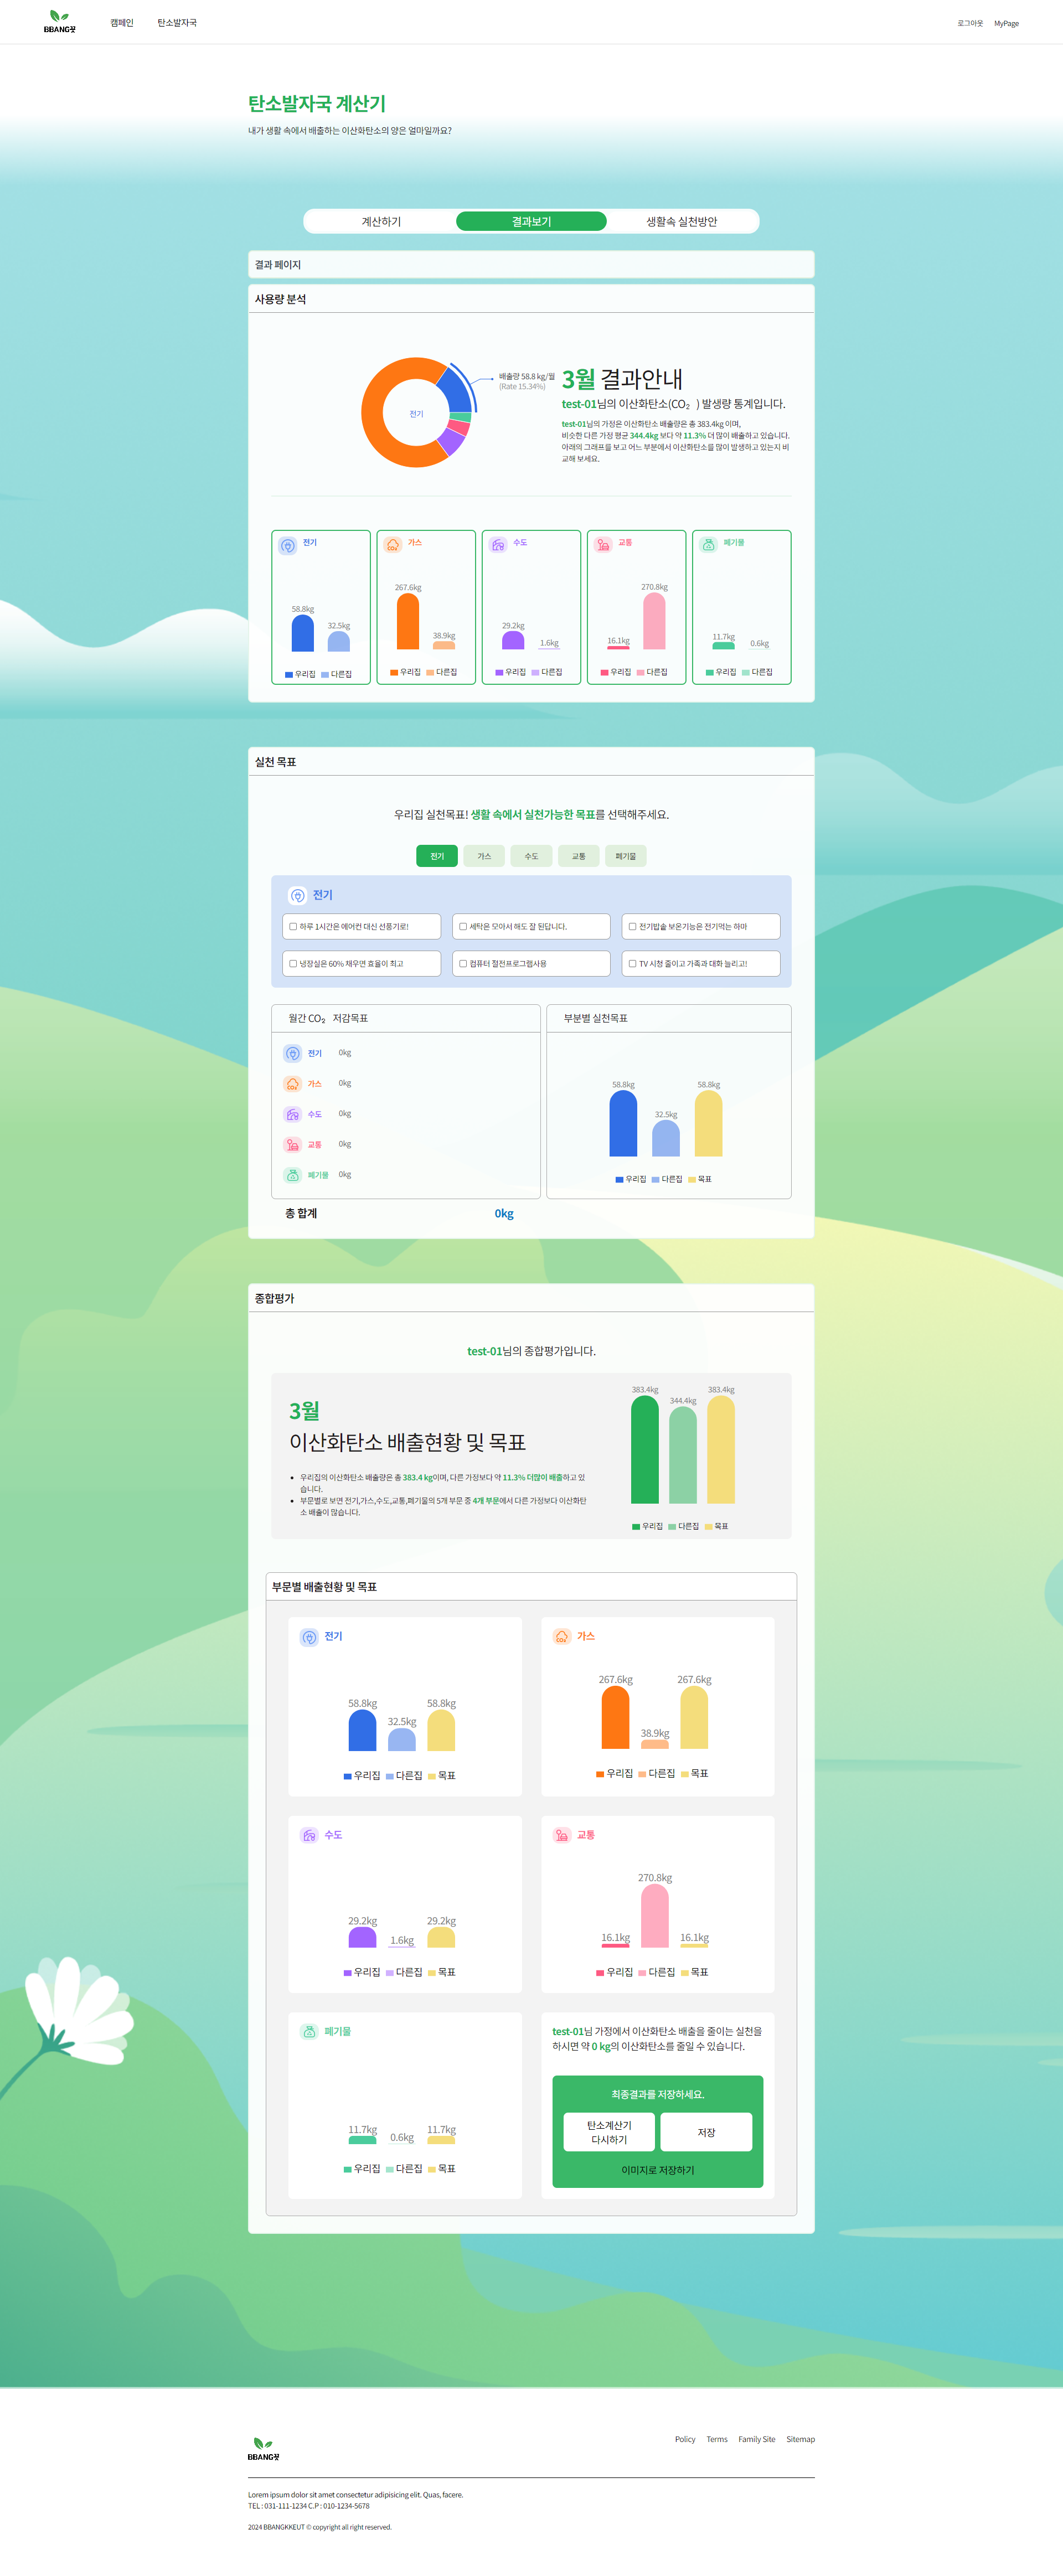 BBANG끗
캠페인
탄소발자국
로그아웃
MyPage
탄소발자국 계산기
내가 생활 속에서 배출하는 이산화탄소의 양은 얼마일까요?
계산하기
결과보기
생활속 실천방안
결과 페이지
사용량 분석
전기
배출량 58.8 kg/월
(Rate 15.34%)
3월 결과안내
test-01님의 이산화탄소(CO₂ ) 발생량 통계입니다.
test-01님의 가정은 이산화탄소 배출량은 총 383.4kg 이며,
비슷한 다른 가정 평균 344.4kg 보다 약 11.3% 더 많이 배출하고 있습니다.
아래의 그래프를 보고 어느 부분에서 이산화탄소를 많이 발생하고 있는지 비
교해 보세요.
전기
58.8kg
32.5kg
우리집 다른집
가스
267.6kg
38.9kg
우리집 다른집
수도
29.2kg
1.6kg
우리집 다른집
교통
16.1kg
270.8kg
우리집 다른집
폐기물
11.7kg
0.6kg
우리집 다른집
실천 목표
우리집 실천목표! 생활 속에서 실천가능한 목표를 선택해주세요.
전기
가스
수도
교통
폐기물
전기
하루 1시간은 에어컨 대신 선풍기로!
세탁은 모아서 해도 잘 된답니다.
전기밥솥 보온기능은 전기먹는 하마
냉장실은 60% 채우면 효율이 최고
컴퓨터 절전프로그램사용
TV 시청 줄이고 가족과 대화 늘리고!
월간 CO₂ 저감목표
전기 0kg
가스 0kg
수도 0kg
교통 0kg
폐기물 0kg
총 합계 0kg
부분별 실천목표
58.8kg
32.5kg
58.8kg
우리집 다른집 목표
종합평가
test-01님의 종합평가입니다.
3월
이산화탄소 배출현황 및 목표
우리집의 이산화탄소 배출량은 총 383.4 kg이며, 다른 가정보다 약 11.3% 더많이 배출하고 있
습니다.
부문별로 보면 전기,가스,수도,교통,폐기물의 5개 부문 중 4개 부문에서 다른 가정보다 이산화탄
소 배출이 많습니다.
383.4kg
344.4kg
383.4kg
우리집 다른집 목표
부문별 배출현황 및 목표
전기
58.8kg
32.5kg
58.8kg
우리집 다른집 목표
가스
267.6kg
38.9kg
267.6kg
우리집 다른집 목표
수도
29.2kg
1.6kg
29.2kg
우리집 다른집 목표
교통
16.1kg
270.8kg
16.1kg
우리집 다른집 목표
폐기물
11.7kg
0.6kg
11.7kg
우리집 다른집 목표
test-01님 가정에서 이산화탄소 배출을 줄이는 실천을
하시면 약 0 kg의 이산화탄소를 줄일 수 있습니다.
최종결과를 저장하세요.
탄소계산기
다시하기
저장
이미지로 저장하기
BBANG끗
Policy
Terms
Family Site
Sitemap
Lorem ipsum dolor sit amet consectetur adipisicing elit. Quas, facere.
TEL : 031-111-1234 C.P : 010-1234-5678
2024 BBANGKKEUT © copyright all right reserved.